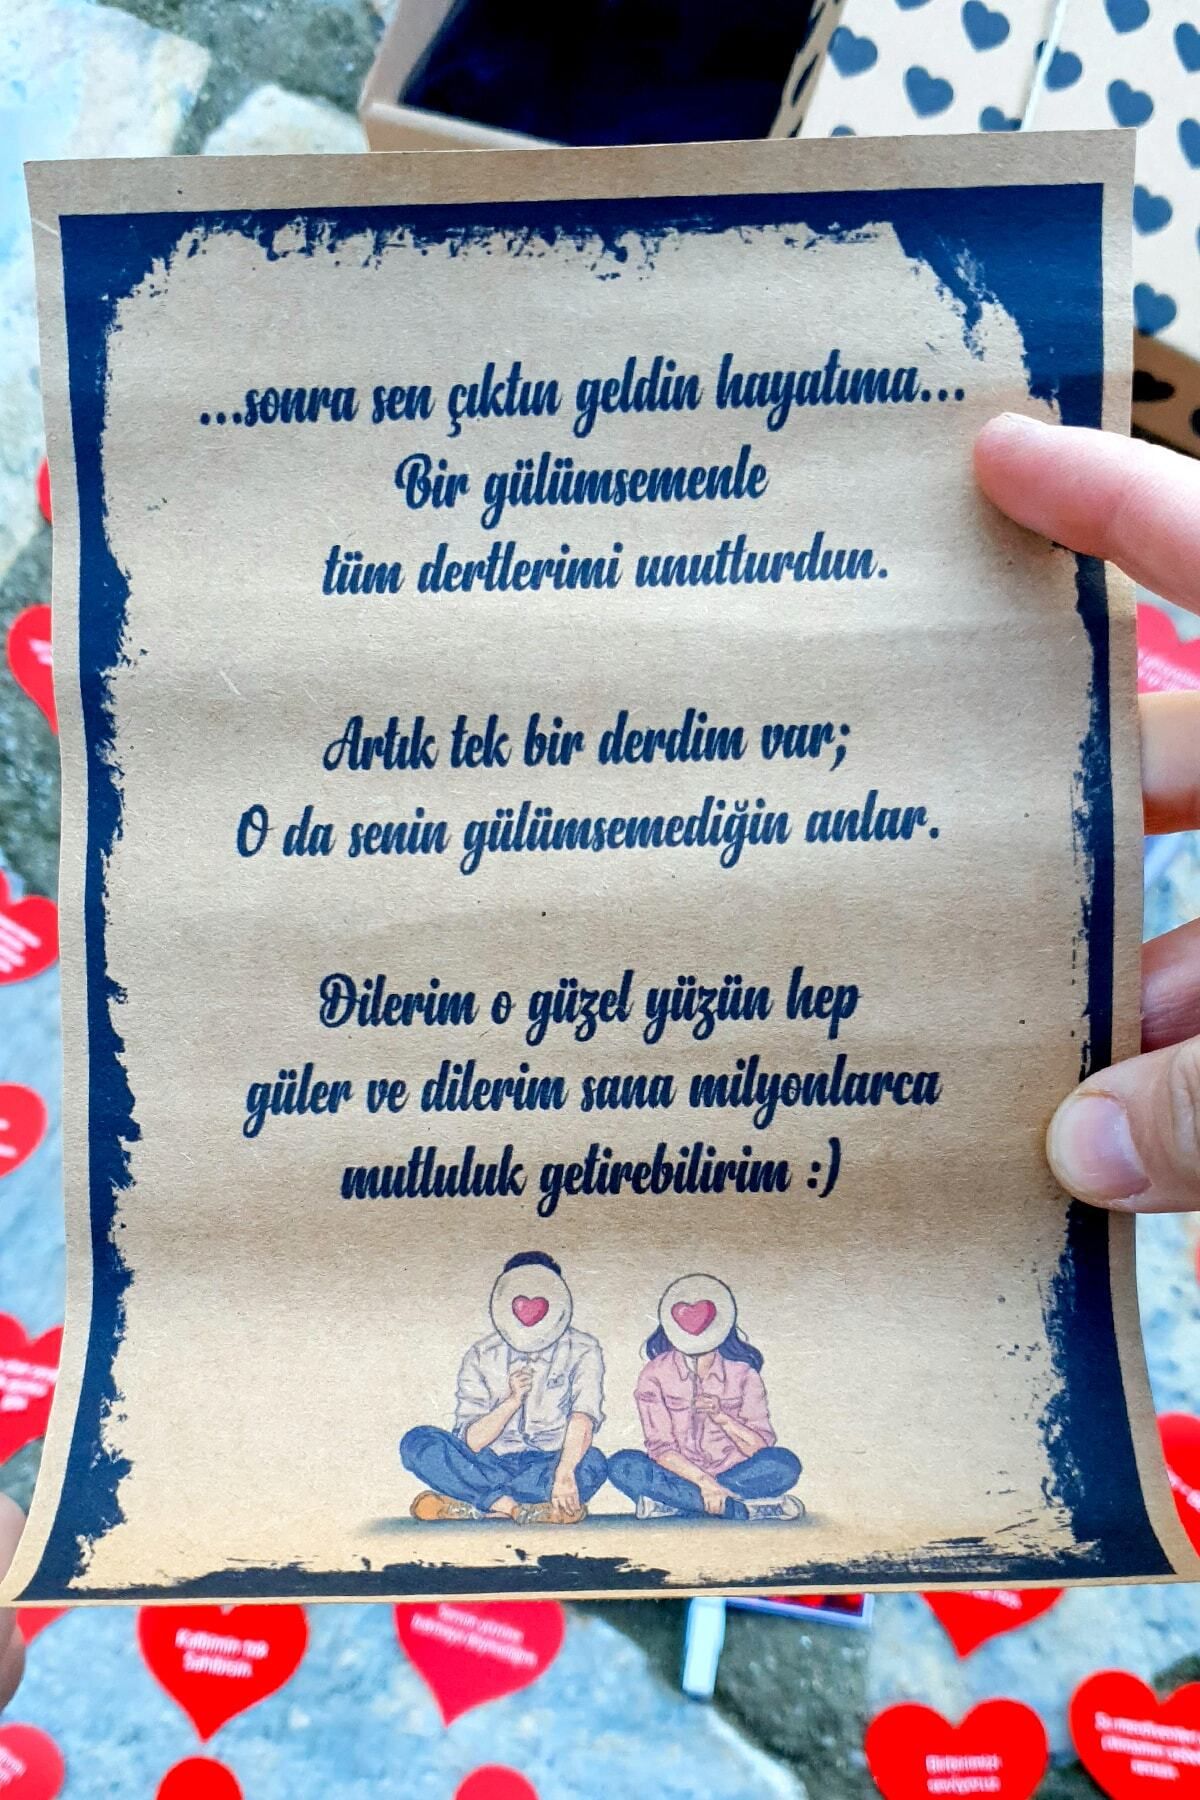 ...sonra sen çıktın geldin hayatıma...
Bir gülümsemenle
tüm dertlerimi unutturdun.
Artık tek bir derdim var;
O da senin gülümsemediğin anlar.
Dilerim o güzel yüzün hep
güler ve dilerim sana milyonlarca
mutluluk getirebilirim :)
Kalbimin tek
Sahibisin